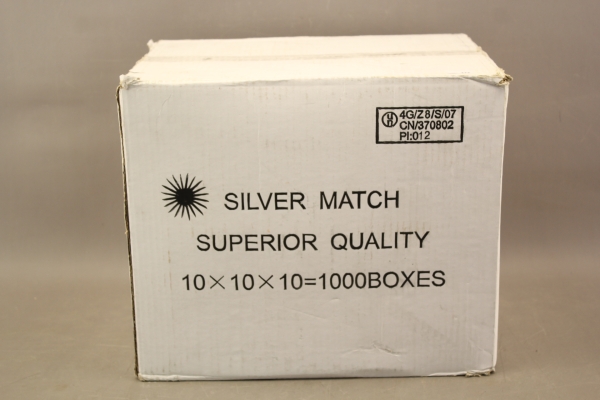 4G/Z8/S/07
CN/370802
PI:012
SILVER MATCH
SUPERIOR QUALITY
10×10×10=1000BOXES